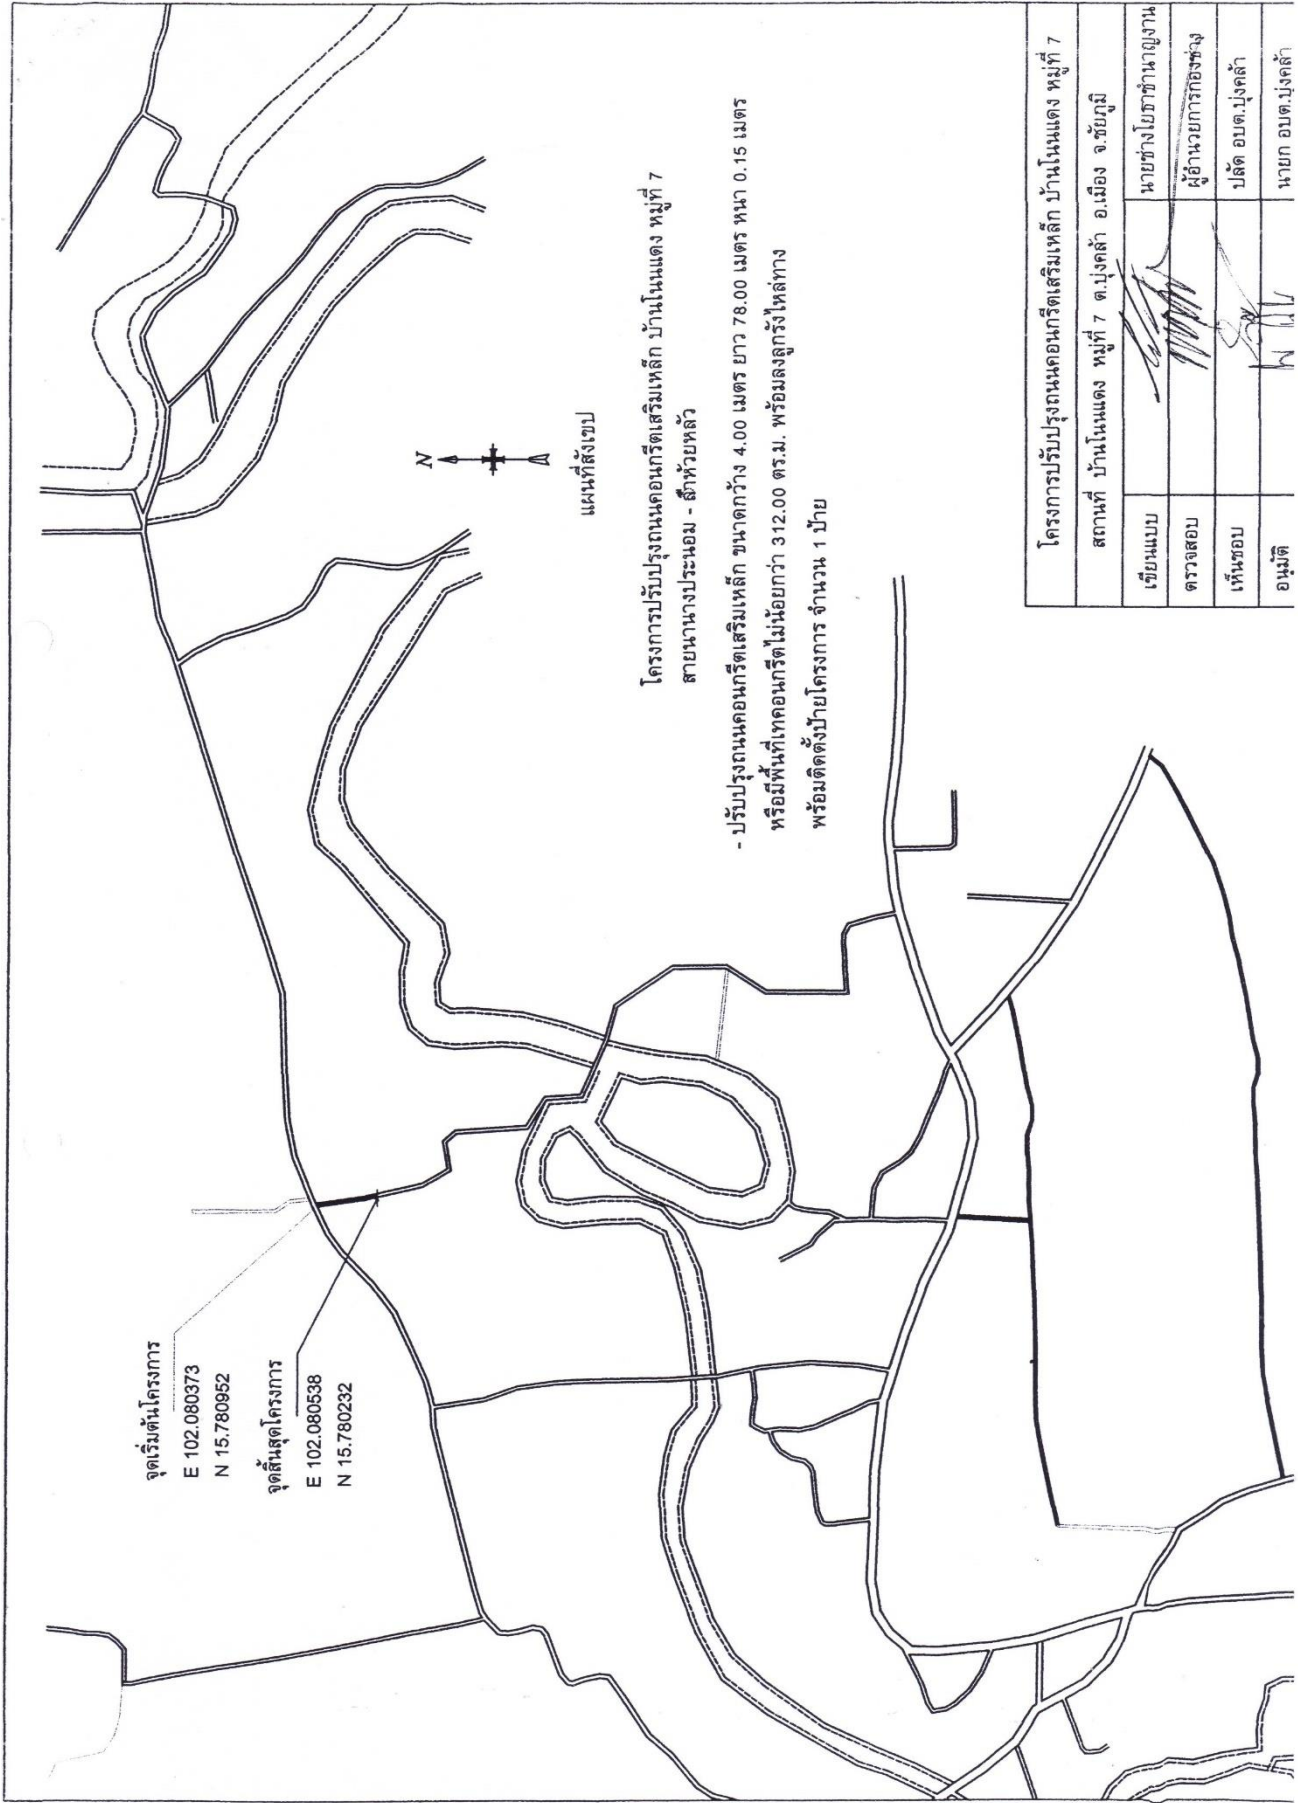 จุดเริ่มต้นโครงการ
E 102.080373
N 15.780952
จุดสิ้นสุดโครงการ
E 102.080538
N 15.780232
N
แผนที่สังเขป
โครงการปรับปรุงถนนคอนกรีตเสริมเหล็ก บ้านโนนแดง หมู่ที่ 7
สายนานางประนอม - ลำห้วยหลัว
- ปรับปรุงถนนคอนกรีตเสริมเหล็ก ขนาดกว้าง 4.00 เมตร ยาว 78.00 เมตร หนา 0.15 เมตร
หรือมีพื้นที่เทคอนกรีตไม่น้อยกว่า 312.00 ตร.ม. พร้อมลงลูกรังไหล่ทาง
พร้อมติดตั้งป้ายโครงการ จำนวน 1 ป้าย
โครงการปรับปรุงถนนคอนกรีตเสริมเหล็ก บ้านโนนแดง หมู่ที่ 7
สถานที่ บ้านโนนแดง หมู่ที่ 7 ต.บุ่งคล้า อ.เมือง จ.ชัยภูมิ
เขียนแบบ นายช่างโยธาชำนาญงาน
ตรวจสอบ ผู้อำนวยการกองช่าง
เห็นชอบ ปลัด อบต.บุ่งคล้า
อนุมัติ นายก อบต.บุ่งคล้า